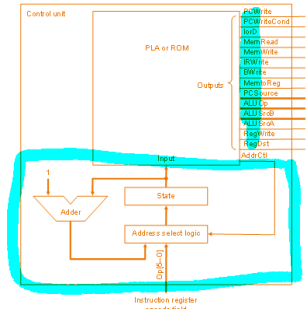 Control unit
PLA or ROM
Outputs
PCWrite
PCWriteCond
IorD
MemRead
MemWrite
IRWrite
BWrite
MemtoReg
PCSource
ALUOp
ALUSrcB
ALUSrcA
RegWrite
RegDst
AddrCtl
Input
1
State
Adder
Address select logic
Op[5–0]
Instruction register
opcode field